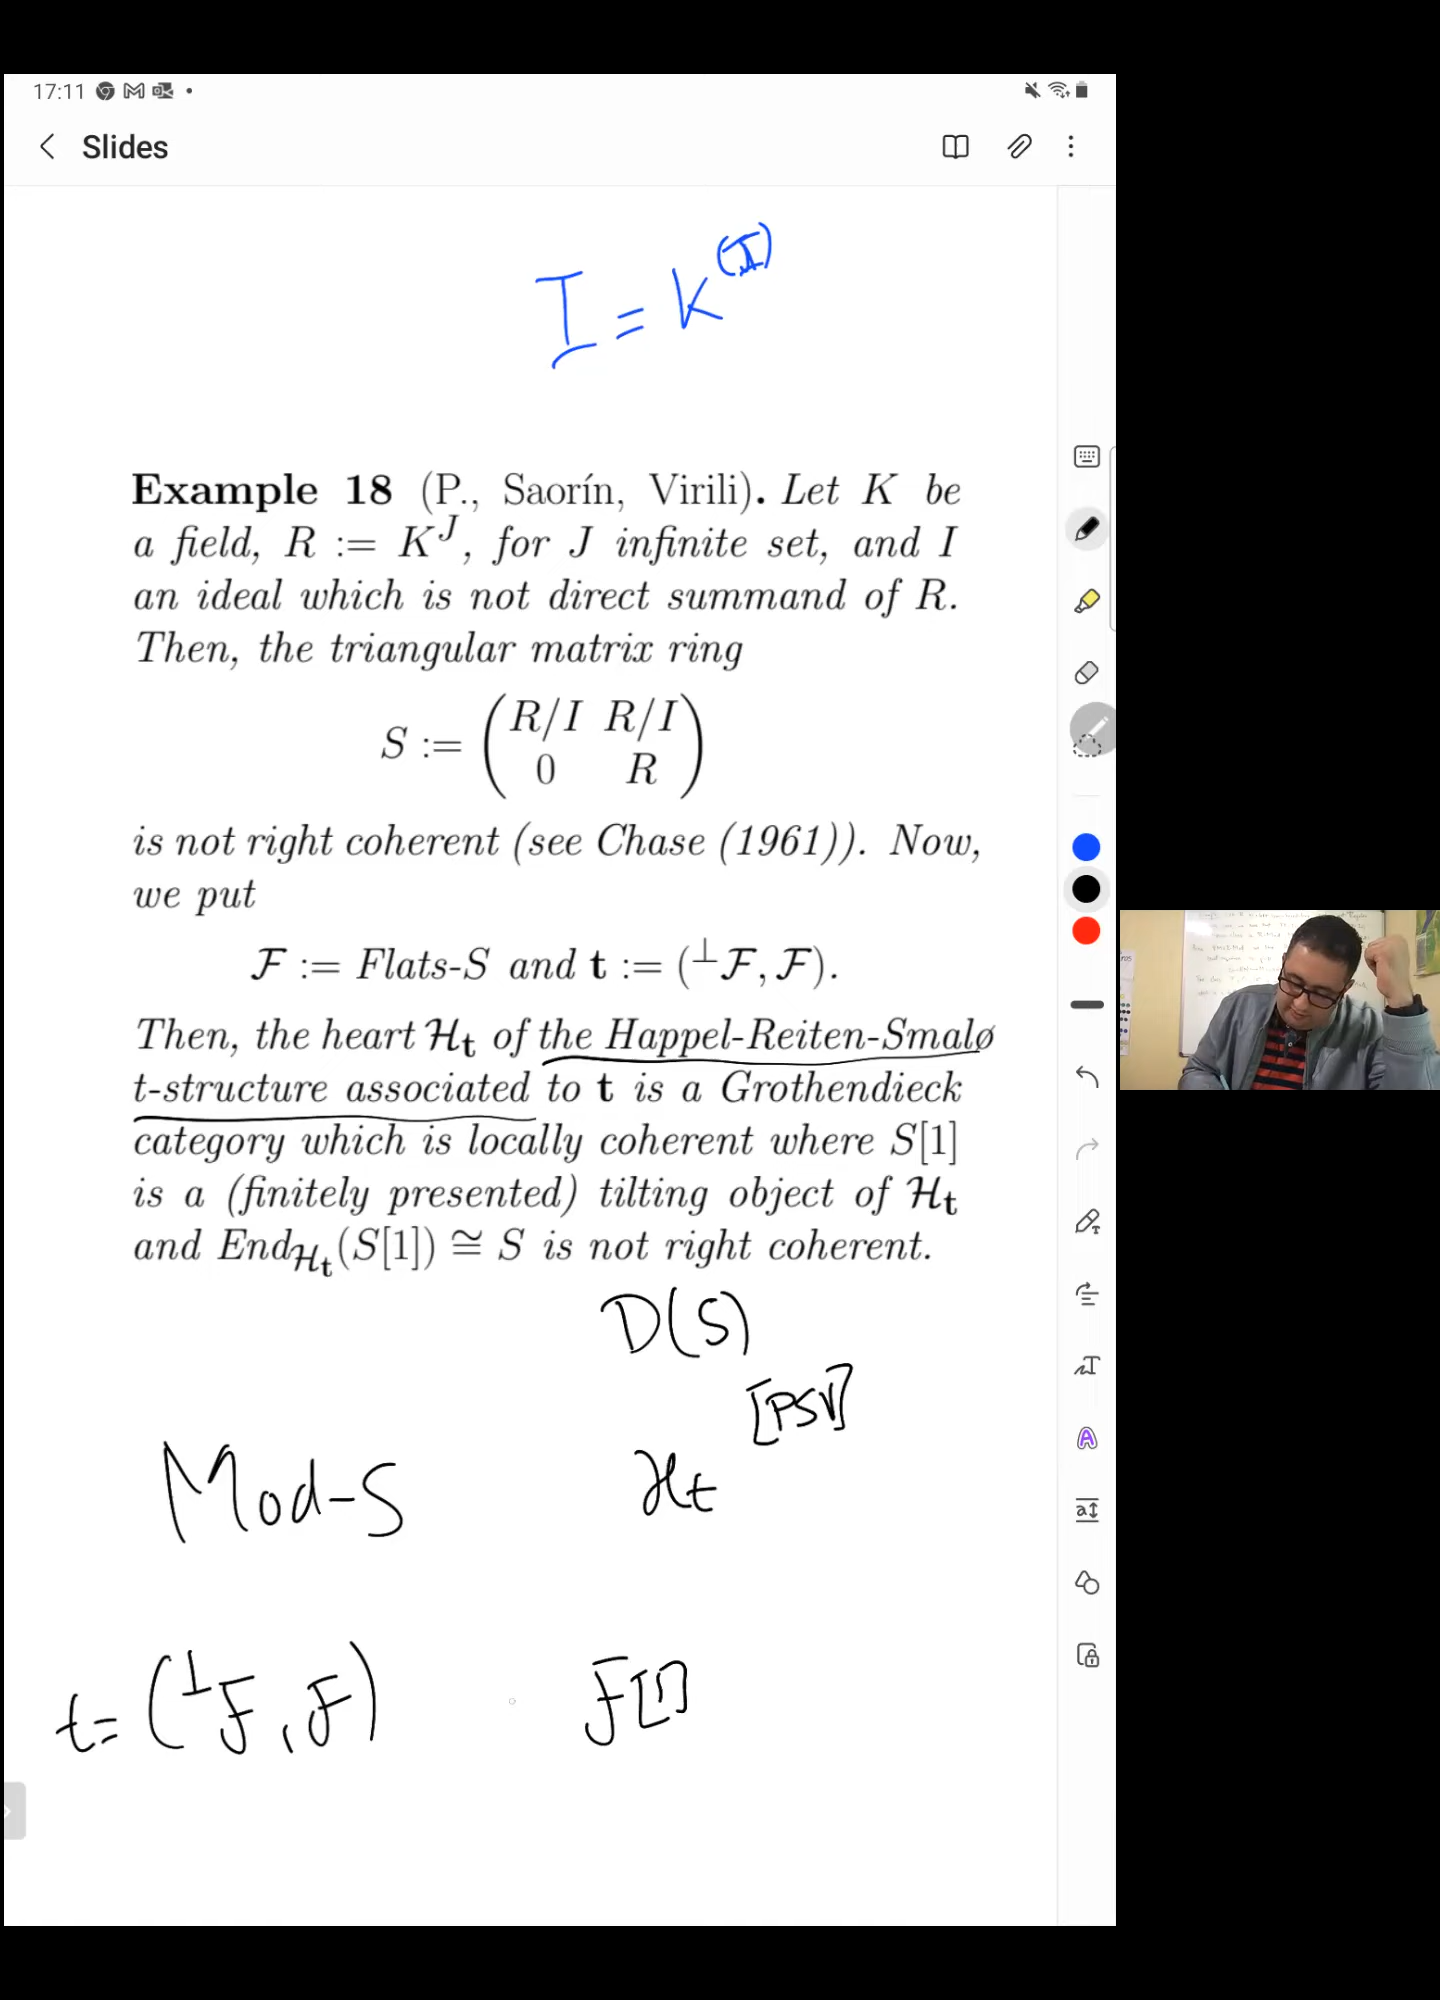 17:11
Slides
I = K^(I)
Example 18 (P., Saorín, Virili). Let K be
a field, R := K^J, for J infinite set, and I
an ideal which is not direct summand of R.
Then, the triangular matrix ring
S := (R/I R/I
0 R)
is not right coherent (see Chase (1961)). Now,
we put
ℱ := Flats-S and t := (^⊥ℱ, ℱ).
Then, the heart ℋ_t of the Happel-Reiten-Smalø
t-structure associated to t is a Grothendieck
category which is locally coherent where S[1]
is a (finitely presented) tilting object of ℋ_t
and End_ℋ_t(S[1]) ≅ S is not right coherent.
D(S)
[PSV]
Mod-S ℋ_t
t = (^⊥ℱ, ℱ) ℱ[1]